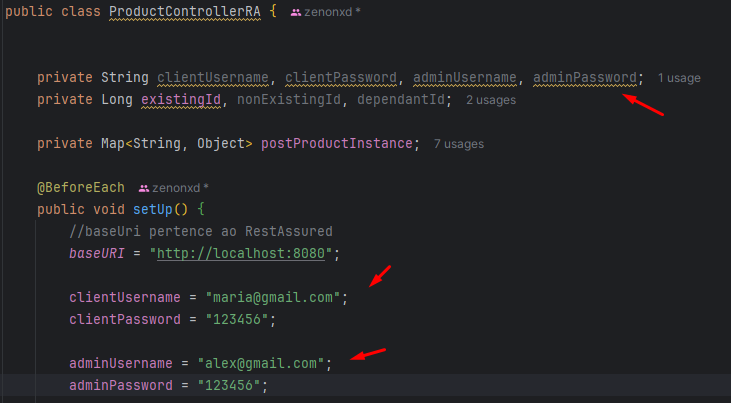 public class ProductControllerRA { zenonxd *
private String clientUsername, clientPassword, adminUsername, adminPassword; 1 usage
private Long existingId, nonExistingId, dependantId; 2 usages
private Map<String, Object> postProductInstance; 7 usages
@BeforeEach zenonxd *
public void setUp() {
//baseUri pertence ao RestAssured
baseURI = "http://localhost:8080";
clientUsername = "maria@gmail.com";
clientPassword = "123456";
adminUsername = "alex@gmail.com";
adminPassword = "123456";